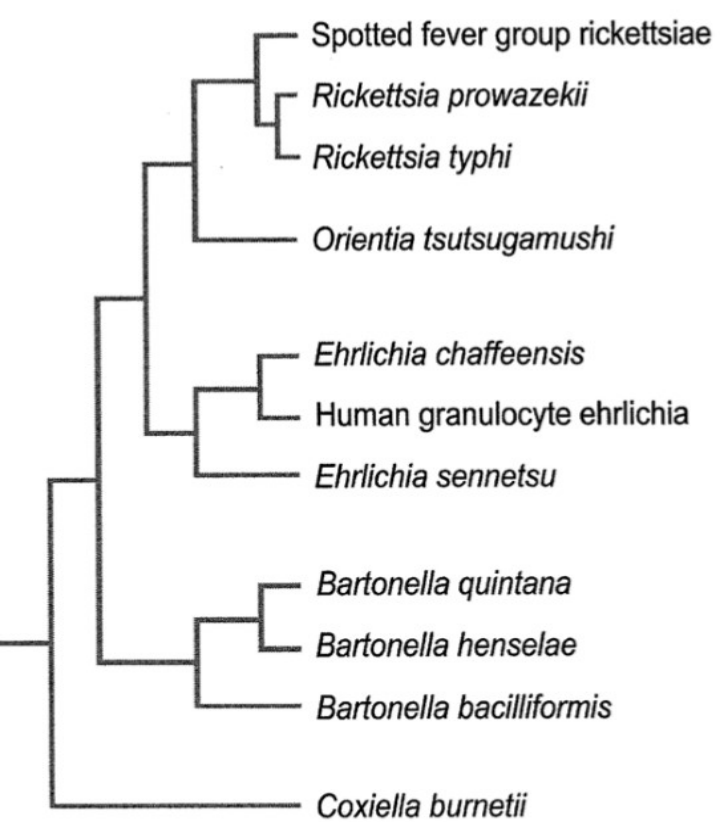 Spotted fever group rickettsiae
Rickettsia prowazekii
Rickettsia typhi
Orientia tsutsugamushi
Ehrlichia chaffeensis
Human granulocyte ehrlichia
Ehrlichia sennetsu
Bartonella quintana
Bartonella henselae
Bartonella bacilliformis
Coxiella burnetii